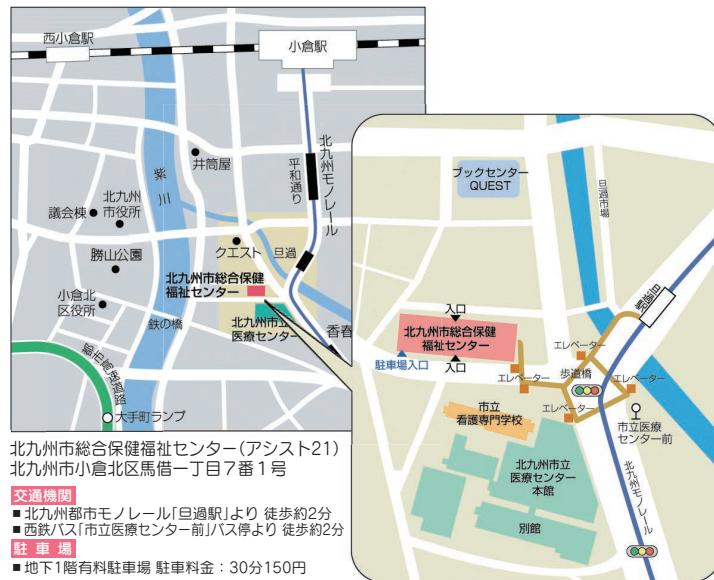 西小倉駅
小倉駅
北九州モノレール
平和通り
紫川
井筒屋
北九州
市役所
議会棟
勝山公園
小倉北
区役所
クエスト
旦過
北九州市総合保健
福祉センター
北九州市立
医療センター
香春
鉄の橋
都市高速道路
大手町ランプ
ブックセンター
QUEST
旦過市場
旦過駅
入口
北九州市総合保健
福祉センター
駐車場入口
入口
エレベーター
歩道橋
エレベーター
エレベーター
エレベーター
市立
看護専門学校
市立医療
センター前
北九州市立
医療センター
本館
別館
北九州モノレール
北九州市総合保健福祉センター(アシスト21)
北九州市小倉北区馬借一丁目7番1号
交通機関
■北九州都市モノレール「旦過駅」より 徒歩約2分
■西鉄バス「市立医療センター前」バス停より 徒歩約2分
駐車場
■地下1階有料駐車場 駐車料金：30分150円